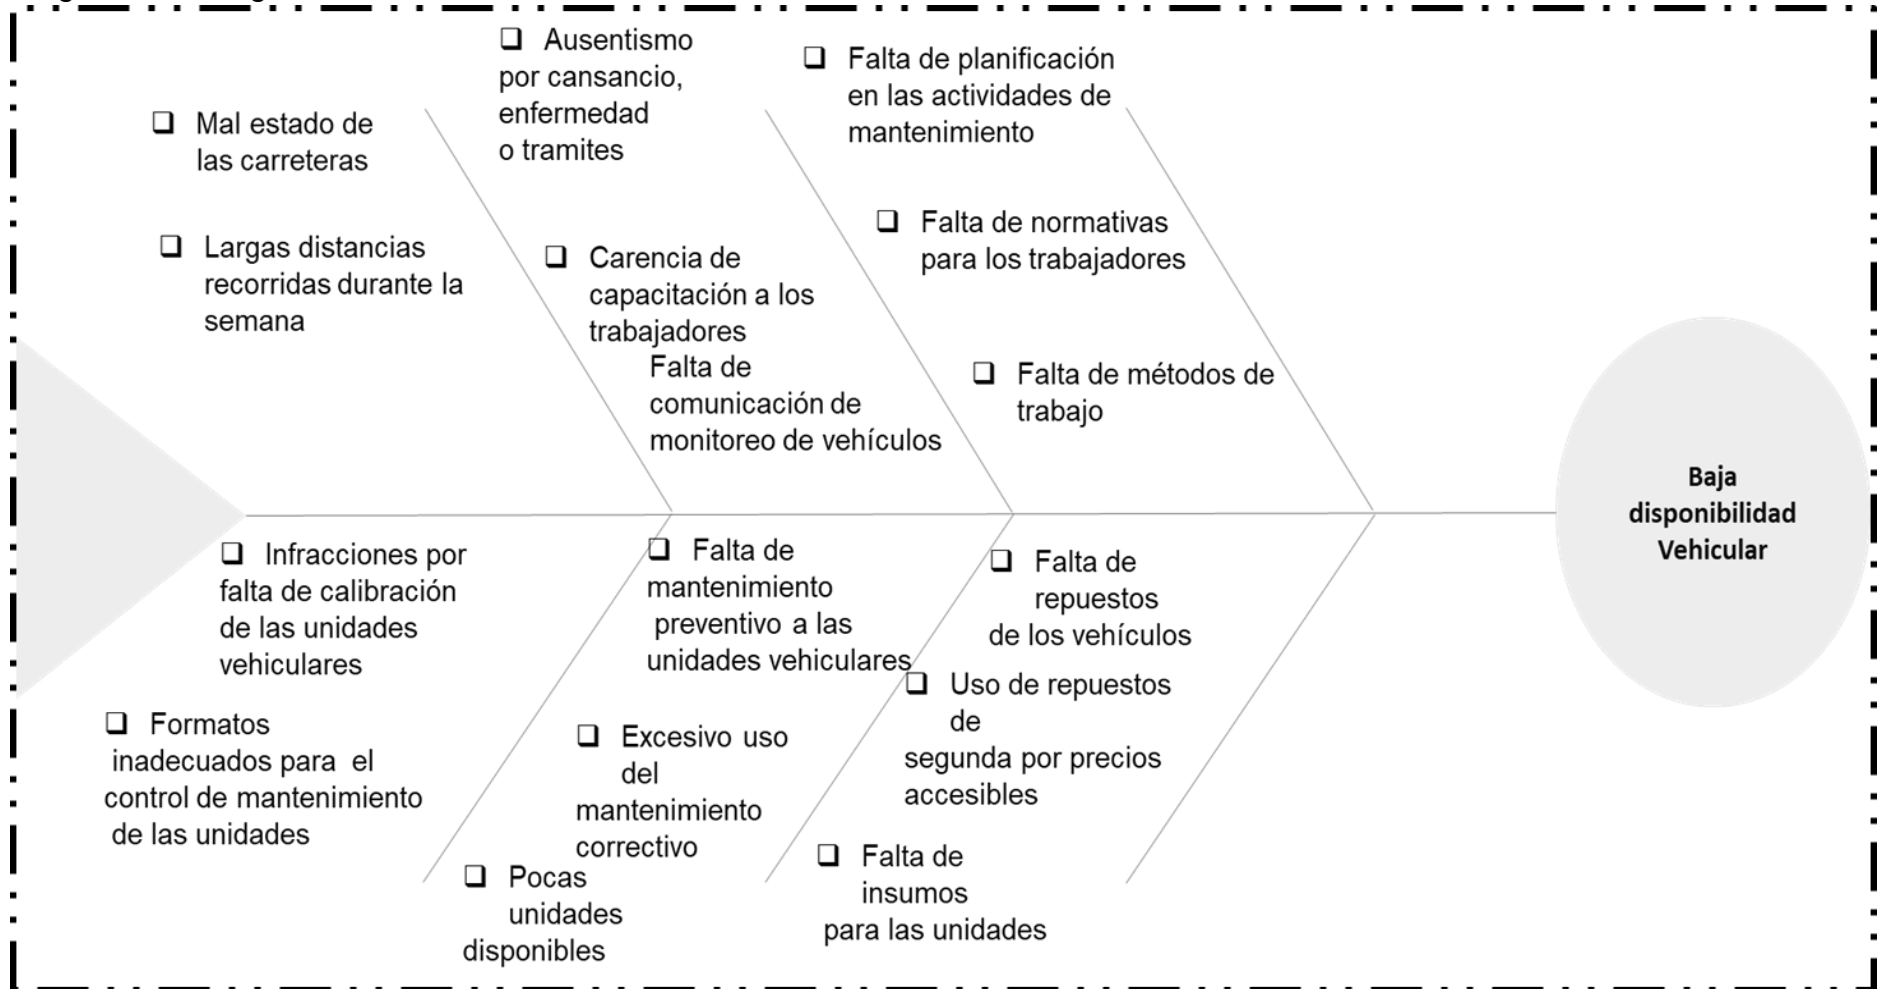 ❑ Mal estado de
las carreteras
❑ Largas distancias
recorridas durante la
semana
❑ Ausentismo
por cansancio,
enfermedad
o tramites
❑ Carencia de
capacitación a los
trabajadores
Falta de
comunicación de
monitoreo de vehículos
❑ Falta de planificación
en las actividades de
mantenimiento
❑ Falta de normativas
para los trabajadores
❑ Falta de métodos de
trabajo
Baja
disponibilidad
Vehicular
❑ Infracciones por
falta de calibración
de las unidades
vehiculares
❑ Formatos
inadecuados para el
control de mantenimiento
de las unidades
❑ Falta de
mantenimiento
preventivo a las
unidades vehiculares
❑ Excesivo uso
del
mantenimiento
correctivo
❑ Pocas
unidades
disponibles
❑ Falta de
repuestos
de los vehículos
❑ Uso de repuestos
de
segunda por precios
accesibles
❑ Falta de
insumos
para las unidades